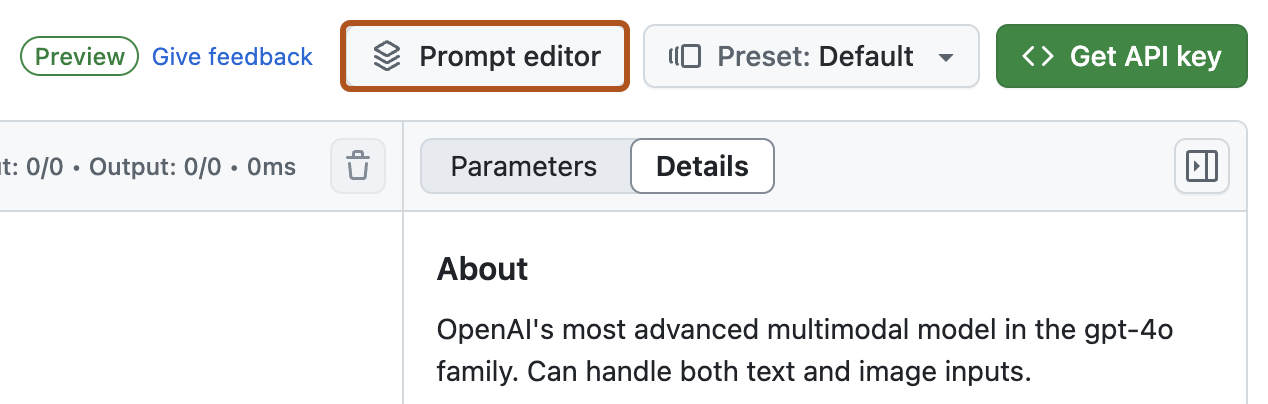 Preview Give feedback Prompt editor Preset: Default Get API key
t: 0/0 • Output: 0/0 • 0ms Parameters Details
About
OpenAI's most advanced multimodal model in the gpt-4o
family. Can handle both text and image inputs.